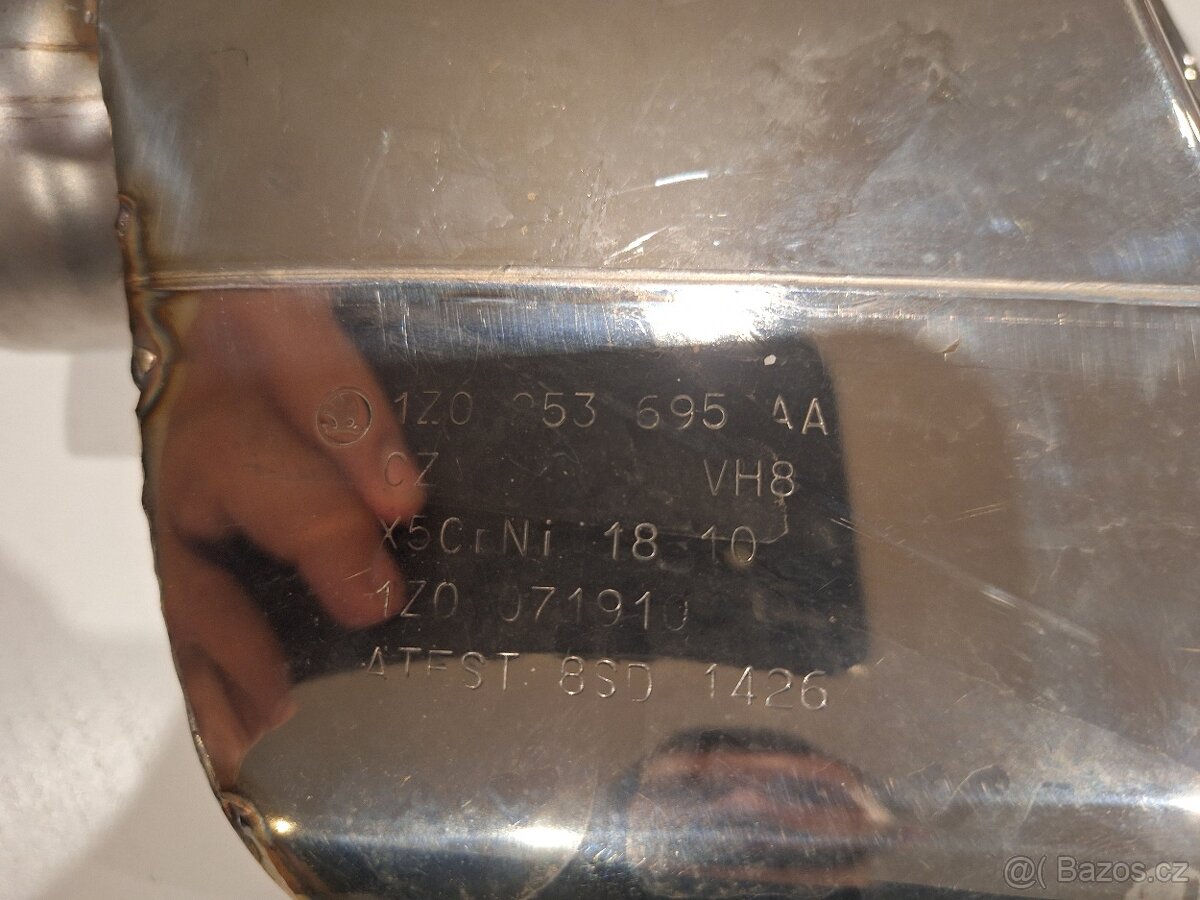 1Z0 253 695 AA
CZ VH8
X5CrNi 18 10
1Z0 071910
ATEST 8SD 1426
@( Bazos.cz